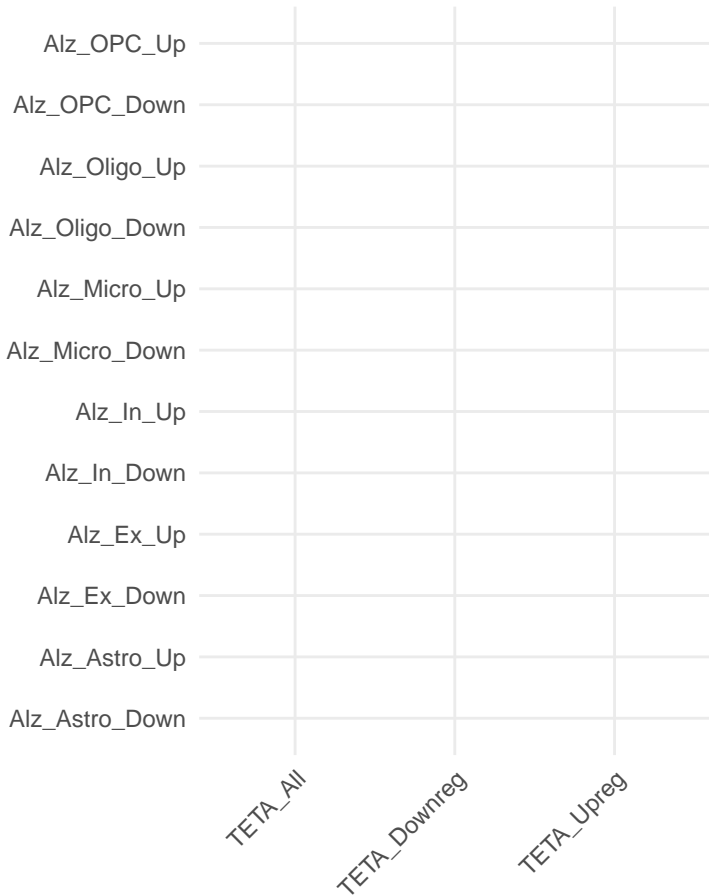 Alz_OPC_Up
Alz_OPC_Down
Alz_Oligo_Up
Alz_Oligo_Down
Alz_Micro_Up
Alz_Micro_Down
Alz_In_Up
Alz_In_Down
Alz_Ex_Up
Alz_Ex_Down
Alz_Astro_Up
Alz_Astro_Down
TETA_All
TETA_Downreg
TETA_Upreg